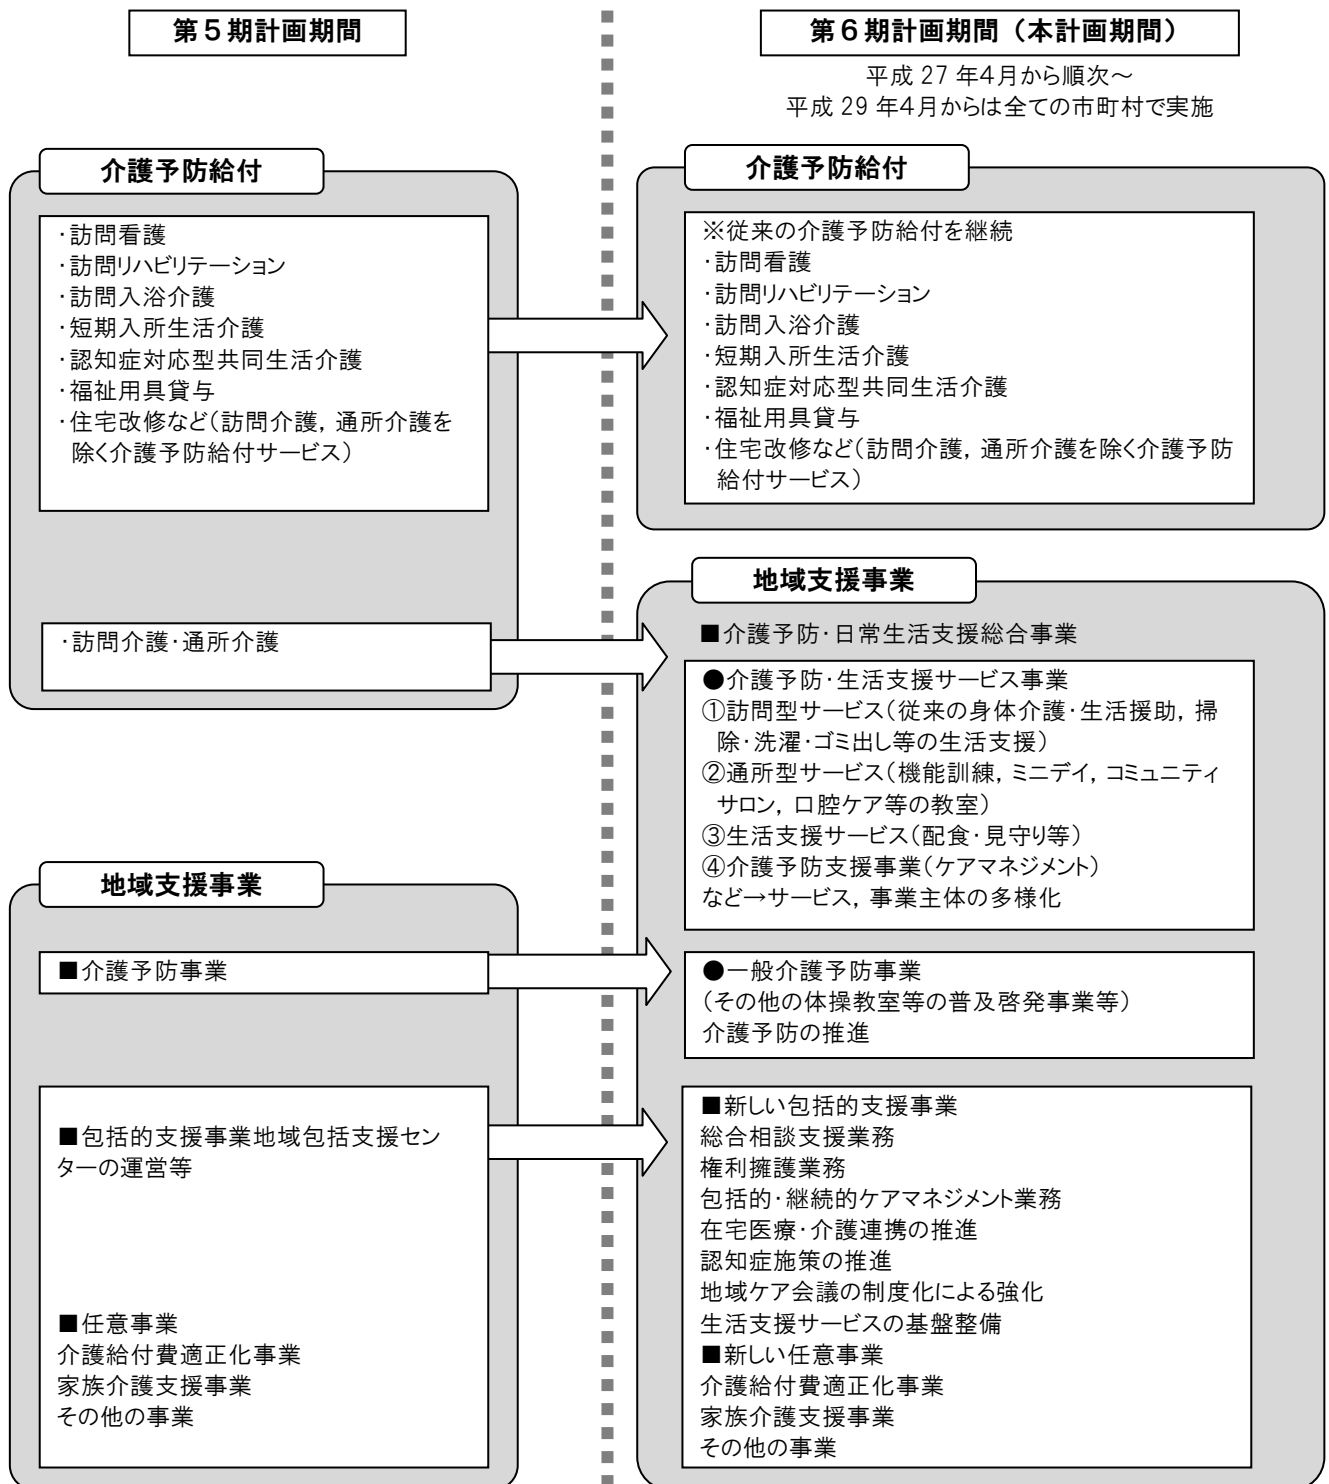 第5期計画期間
介護予防給付
・訪問看護
・訪問リハビリテーション
・訪問入浴介護
・短期入所生活介護
・認知症対応型共同生活介護
・福祉用具貸与
・住宅改修など(訪問介護,通所介護を
除く介護予防給付サービス)
・訪問介護・通所介護
地域支援事業
■介護予防事業
■包括的支援事業地域包括支援セン
ターの運営等
■任意事業
介護給付費適正化事業
家族介護支援事業
その他の事業
第6期計画期間(本計画期間)
平成 27 年4月から順次~
平成 29 年4月からは全ての市町村で実施
介護予防給付
※従来の介護予防給付を継続
・訪問看護
・訪問リハビリテーション
・訪問入浴介護
・短期入所生活介護
・認知症対応型共同生活介護
・福祉用具貸与
・住宅改修など(訪問介護,通所介護を除く介護予防
給付サービス)
地域支援事業
■介護予防・日常生活支援総合事業
●介護予防・生活支援サービス事業
①訪問型サービス(従来の身体介護・生活援助,掃
除・洗濯・ゴミ出し等の生活支援)
②通所型サービス(機能訓練,ミニデイ,コミュニティ
サロン,口腔ケア等の教室)
③生活支援サービス(配食・見守り等)
④介護予防支援事業(ケアマネジメント)
など→サービス,事業主体の多様化
●一般介護予防事業
(その他の体操教室等の普及啓発事業等)
介護予防の推進
■新しい包括的支援事業
総合相談支援業務
権利擁護業務
包括的・継続的ケアマネジメント業務
在宅医療・介護連携の推進
認知症施策の推進
地域ケア会議の制度化による強化
生活支援サービスの基盤整備
■新しい任意事業
介護給付費適正化事業
家族介護支援事業
その他の事業